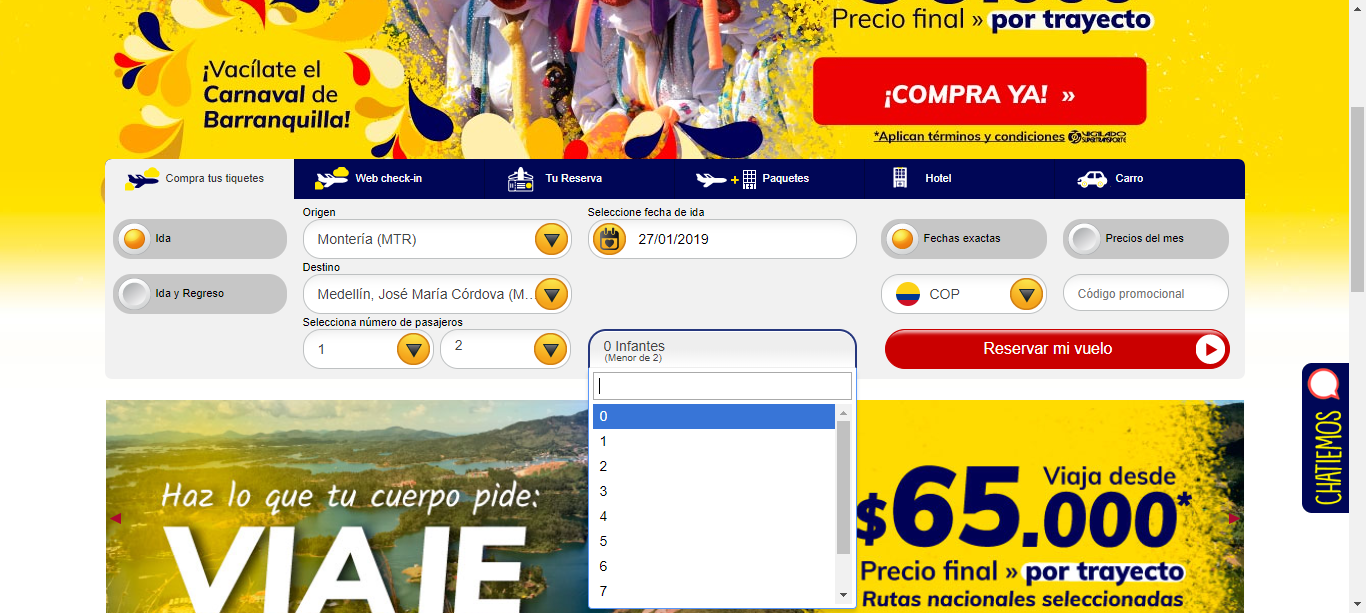 Precio final » por trayecto
¡Vacílate el
Carnaval de
Barranquilla!
¡COMPRA YA! »
*Aplican términos y condiciones VIGILADO
SUPERTRANSPORTE
Compra tus tiquetes
Web check-in
Tu Reserva
Paquetes
Hotel
Carro
Origen
Seleccione fecha de ida
Ida
Montería (MTR)
27/01/2019
Fechas exactas
Precios del mes
Destino
Ida y Regreso
Medellín, José María Córdova (M...
COP
Código promocional
Selecciona número de pasajeros
1
2
0 Infantes
(Menor de 2)
Reservar mi vuelo
0
1
2
3
4
5
6
7
CHATIEMOS
Haz lo que tu cuerpo pide:
VIAJE
Viaja desde
$65.000*
Precio final » por trayecto
Rutas nacionales seleccionadas